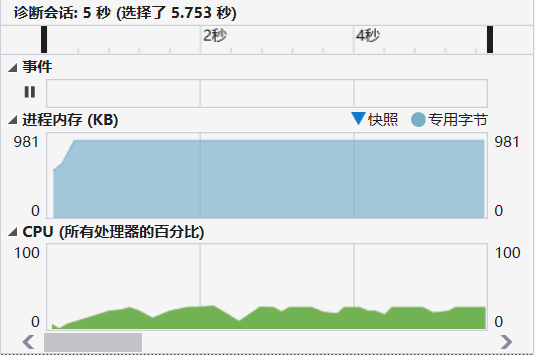 诊断会话: 5 秒 (选择了 5.753 秒)
2秒 4秒
事件
进程内存 (KB) 快照 专用字节
981 981
0 0
CPU (所有处理器的百分比)
100 100
0 0